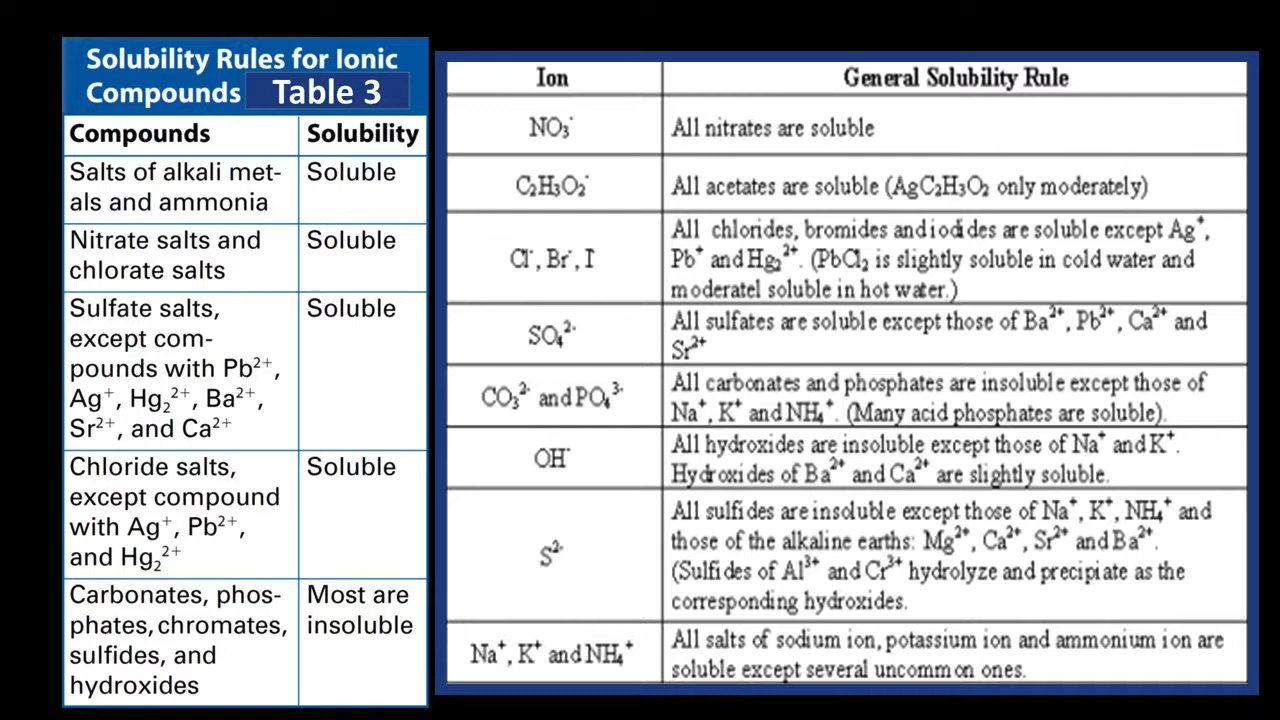 Solubility Rules for Ionic
Compounds Table 3
Compounds Solubility
Salts of alkali met- Soluble
als and ammonia
Nitrate salts and Soluble
chlorate salts
Sulfate salts, Soluble
except com-
pounds with Pb²⁺,
Ag⁺, Hg₂²⁺, Ba²⁺,
Sr²⁺, and Ca²⁺
Chloride salts, Soluble
except compound
with Ag⁺, Pb²⁺,
and Hg₂²⁺
Carbonates, phos- Most are
phates, chromates, insoluble
sulfides, and
hydroxides
Ion General Solubility Rule
NO₃⁻ All nitrates are soluble
C₂H₃O₂⁻ All acetates are soluble (AgC₂H₃O₂ only moderately)
All chlorides, bromides and iodides are soluble except Ag⁺,
Cl⁻, Br⁻, I⁻ Pb⁺ and Hg₂²⁺. (PbCl₂ is slightly soluble in cold water and
moderatel soluble in hot water.)
SO₄²⁻ All sulfates are soluble except those of Ba²⁺, Pb²⁺, Ca²⁺ and
Sr²⁺
CO₃²⁻ and PO₄³⁻ All carbonates and phosphates are insoluble except those of
Na⁺, K⁺ and NH₄⁺. (Many acid phosphates are soluble).
OH⁻ All hydroxides are insoluble except those of Na⁺ and K⁺.
Hydroxides of Ba²⁺ and Ca²⁺ are slightly soluble.
All sulfides are insoluble except those of Na⁺, K⁺, NH₄⁺ and
S²⁻ those of the alkaline earths: Mg²⁺, Ca²⁺, Sr²⁺ and Ba²⁺.
(Sulfides of Al³⁺ and Cr³⁺ hydrolyze and precipiate as the
corresponding hydroxides.
Na⁺, K⁺ and NH₄⁺ All salts of sodium ion, potassium ion and ammonium ion are
soluble except several uncommon ones.